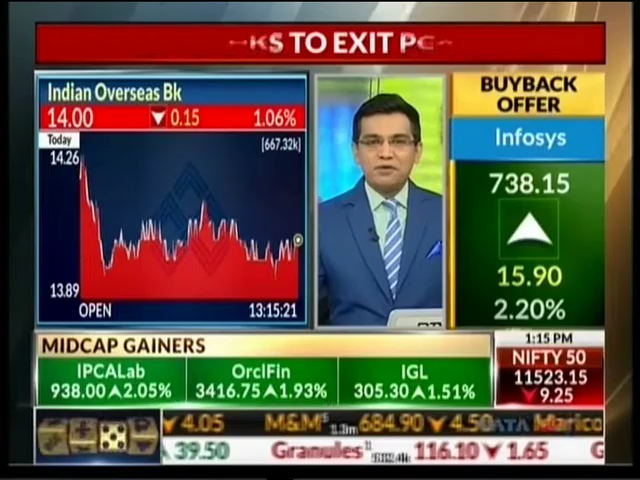 KS TO EXIT PC
Indian Overseas Bk
14.00 0.15 1.06%
Today
[667.32k]
14.26
13.89
OPEN 13:15:21
BUYBACK
OFFER
Infosys
738.15
15.90
2.20%
MIDCAP GAINERS
IPCALab
938.00 2.05%
OrclFin
3416.75 1.93%
IGL
305.30 1.51%
1:15 PM
NIFTY 50
11523.15
9.25
4.05 M&M 1.3m 684.90 4.50 Marico
39.50 Granules 116.10 1.65 G